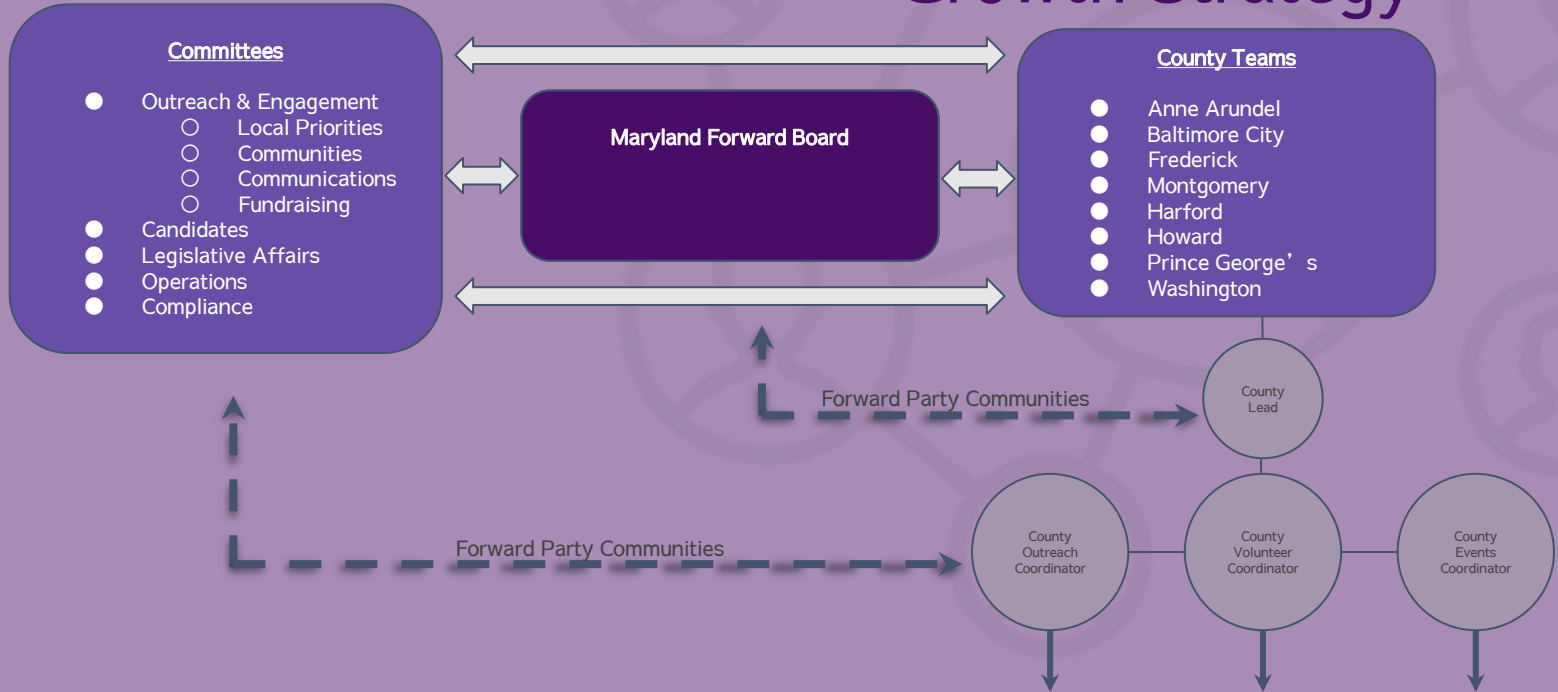 Growth Strategy
Committees
Outreach & Engagement
Local Priorities
Communities
Communications
Fundraising
Candidates
Legislative Affairs
Operations
Compliance
Maryland Forward Board
County Teams
Anne Arundel
Baltimore City
Frederick
Montgomery
Harford
Howard
Prince George’s
Washington
Forward Party Communities
County
Lead
Forward Party Communities
County
Outreach
Coordinator
County
Volunteer
Coordinator
County
Events
Coordinator